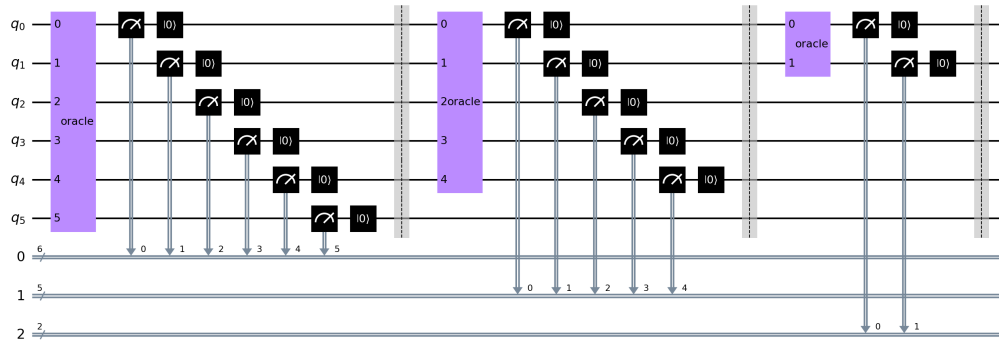 q0 0 |0⟩ 0 |0⟩ 0 |0⟩
q1 1 |0⟩ 1 |0⟩ oracle 1 |0⟩
q2 2 |0⟩ 2oracle |0⟩
oracle
q3 3 |0⟩ 3 |0⟩
q4 4 |0⟩ 4 |0⟩
q5 5 |0⟩
0 6 0 1 2 3 4 5
1 5 0 1 2 3 4
2 2 0 1